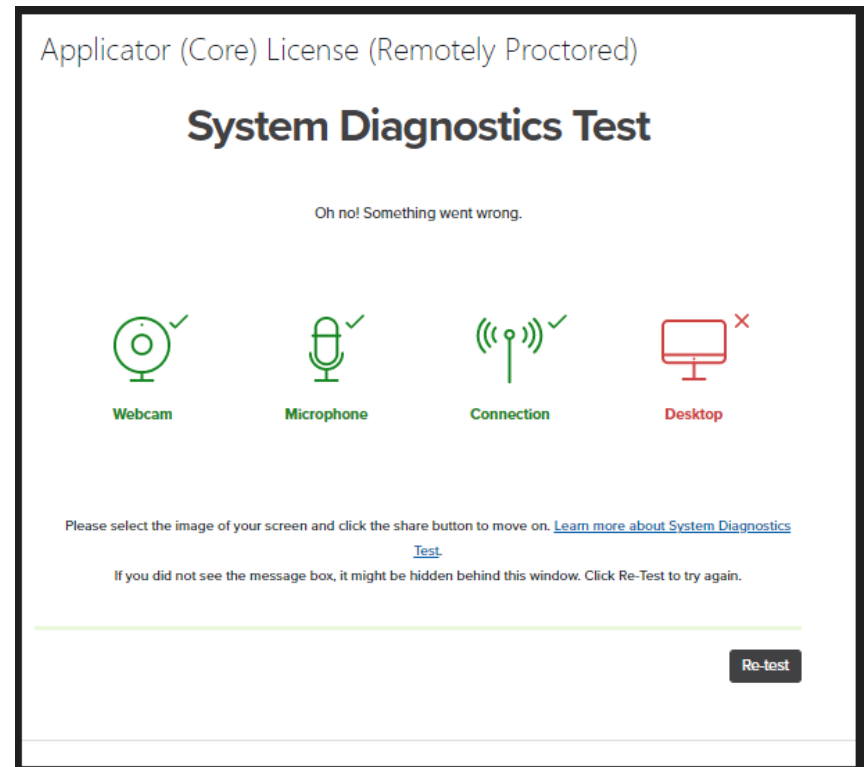 Applicator (Core) License (Remotely Proctored)
System Diagnostics Test
Oh no! Something went wrong.
Webcam
Microphone
Connection
Desktop
Please select the image of your screen and click the share button to move on. Learn more about System Diagnostics
Test.
If you did not see the message box, it might be hidden behind this window. Click Re-Test to try again.
Re-test